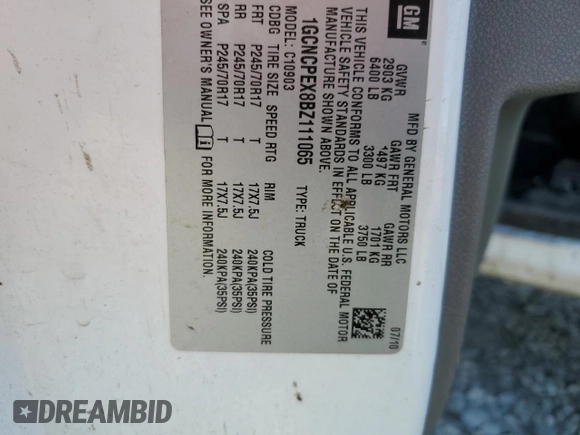 GM
MFD BY GENERAL MOTORS LLC
07/10
GVWR GAWR FRT GAWR RR
2903 KG 1497 KG 1701 KG
6400 LB 3300 LB 3750 LB
THIS VEHICLE CONFORMS TO ALL APPLICABLE U.S. FEDERAL MOTOR
VEHICLE SAFETY STANDARDS IN EFFECT ON THE DATE OF
MANUFACTURE SHOWN ABOVE.
1GCNCPEX8BZ111065 TYPE: TRUCK
MODEL: C10903
CDBG TIRE SIZE SPEED RTG RIM COLD TIRE PRESSURE
FRT P245/70R17 T 17X7.5J 240KPA(35PSI)
RR P245/70R17 T 17X7.5J 240KPA(35PSI)
SPA P245/70R17 T 17X7.5J 240KPA(35PSI)
SEE OWNER'S MANUAL FOR MORE INFORMATION.
DREAMBID